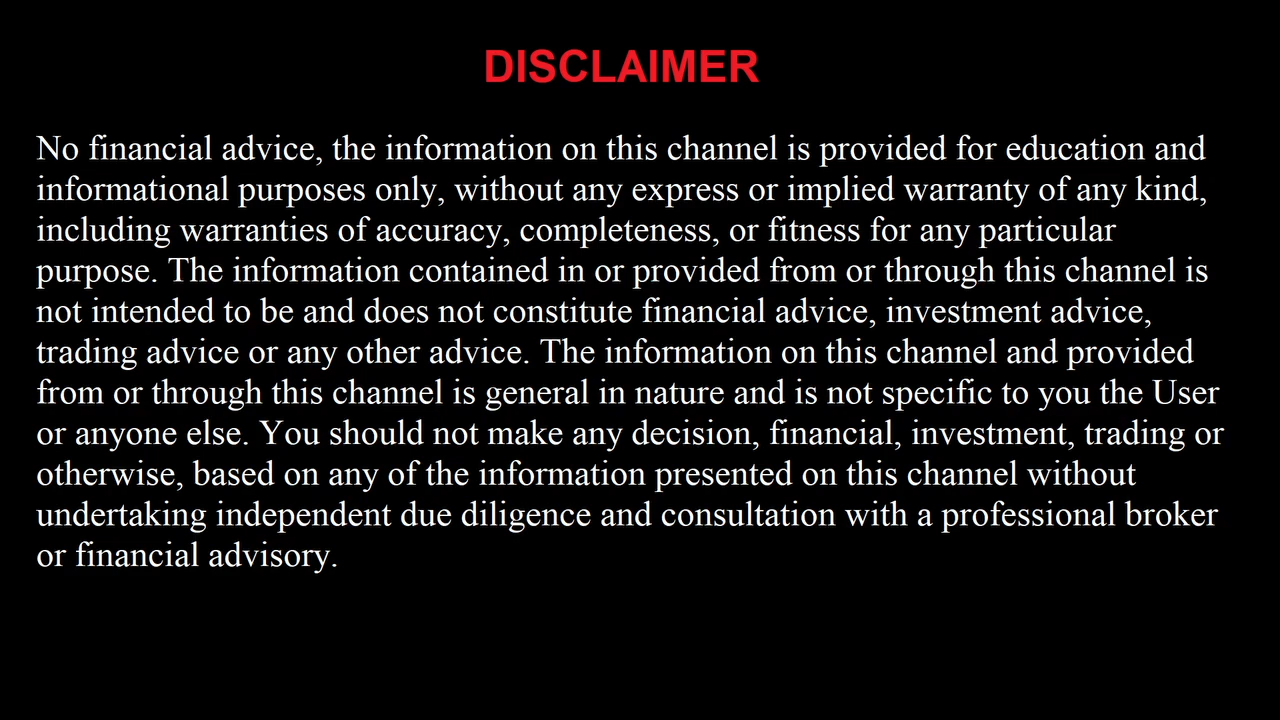 DISCLAIMER
No financial advice, the information on this channel is provided for education and
informational purposes only, without any express or implied warranty of any kind,
including warranties of accuracy, completeness, or fitness for any particular
purpose. The information contained in or provided from or through this channel is
not intended to be and does not constitute financial advice, investment advice,
trading advice or any other advice. The information on this channel and provided
from or through this channel is general in nature and is not specific to you the User
or anyone else. You should not make any decision, financial, investment, trading or
otherwise, based on any of the information presented on this channel without
undertaking independent due diligence and consultation with a professional broker
or financial advisory.